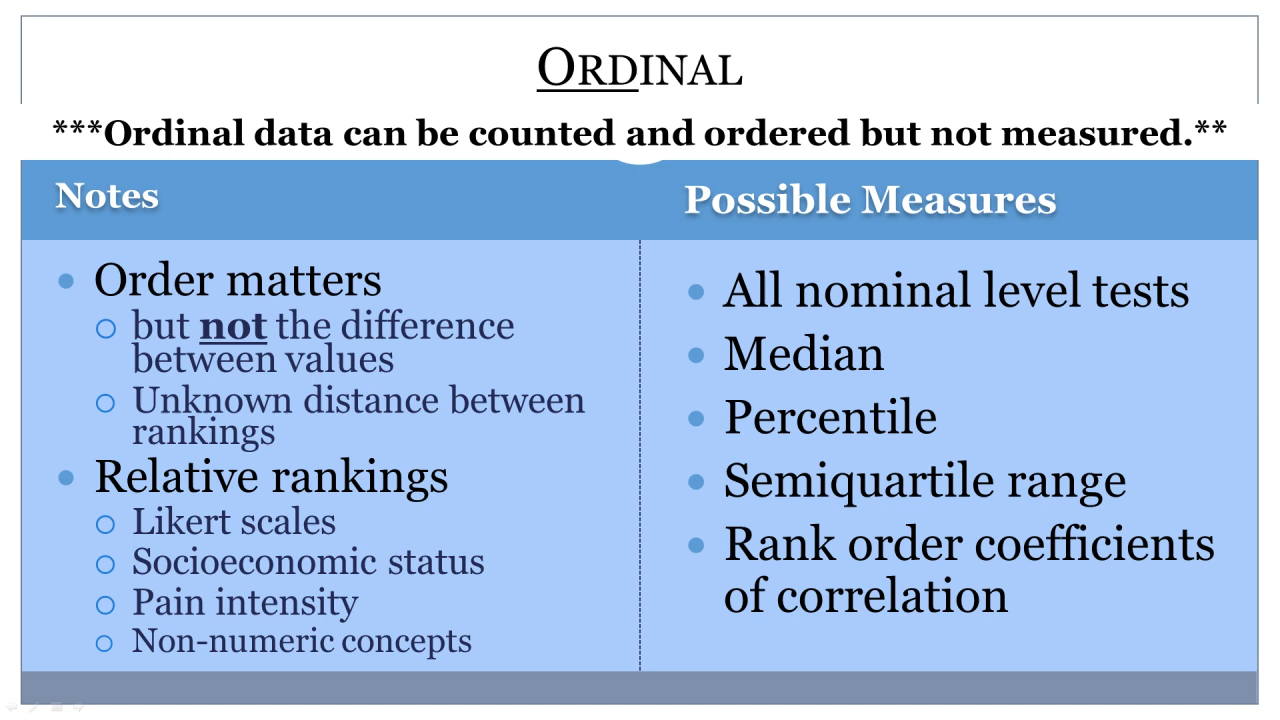 ORDINAL
***Ordinal data can be counted and ordered but not measured.**
Notes
• Order matters
○ but not the difference
between values
○ Unknown distance between
rankings
• Relative rankings
○ Likert scales
○ Socioeconomic status
○ Pain intensity
○ Non-numeric concepts
Possible Measures
• All nominal level tests
• Median
• Percentile
• Semiquartile range
• Rank order coefficients
of correlation